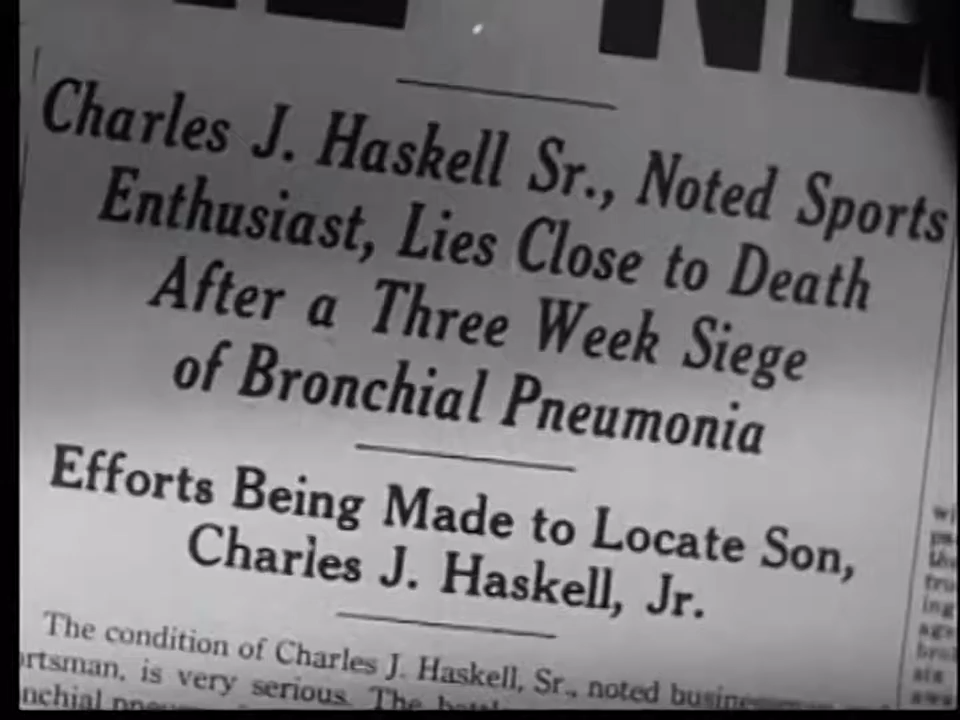 Charles J. Haskell Sr., Noted Sports
Enthusiast, Lies Close to Death
After a Three Week Siege
of Bronchial Pneumonia
Efforts Being Made to Locate Son,
Charles J. Haskell, Jr.
The condition of Charles J. Haskell, Sr., noted
is very serious. The